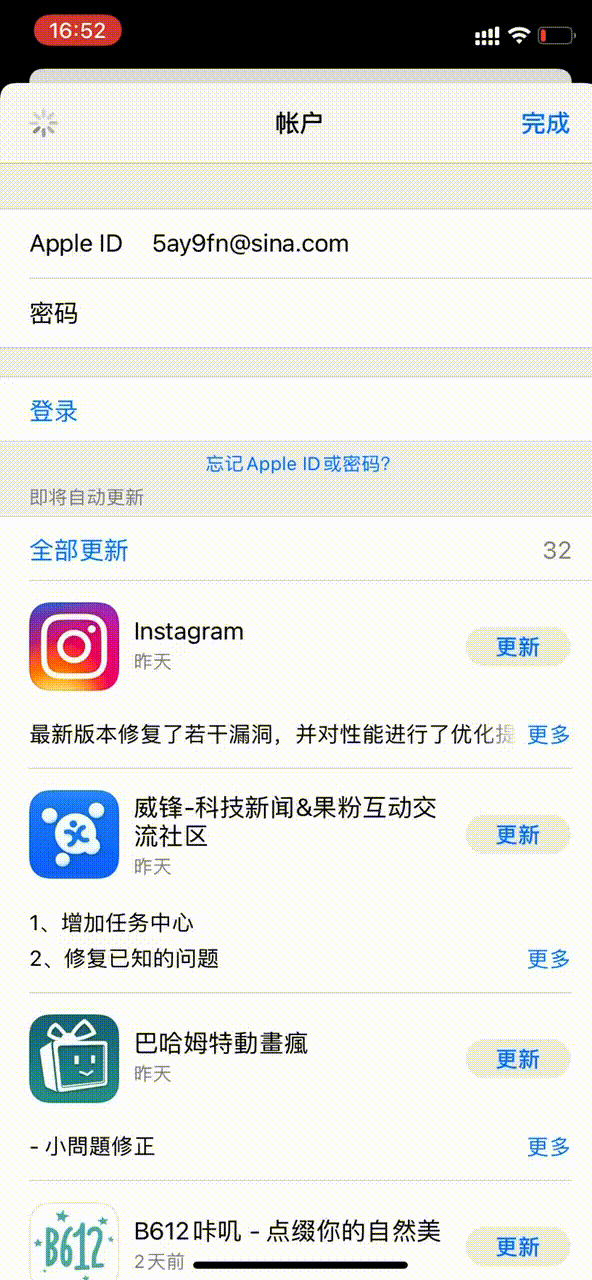 16:52
帐户
完成
Apple ID 5ay9fn@sina.com
密码
登录
忘记Apple ID或密码?
即将自动更新
全部更新 32
Instagram
昨天
更新
最新版本修复了若干漏洞，并对性能进行了优化提 更多
威锋-科技新闻&果粉互动交
流社区
昨天
更新
1、增加任务中心
2、修复已知的问题 更多
巴哈姆特動畫瘋
昨天
更新
- 小問題修正 更多
B612
B612咔叽 - 点缀你的自然美
2天前
更新